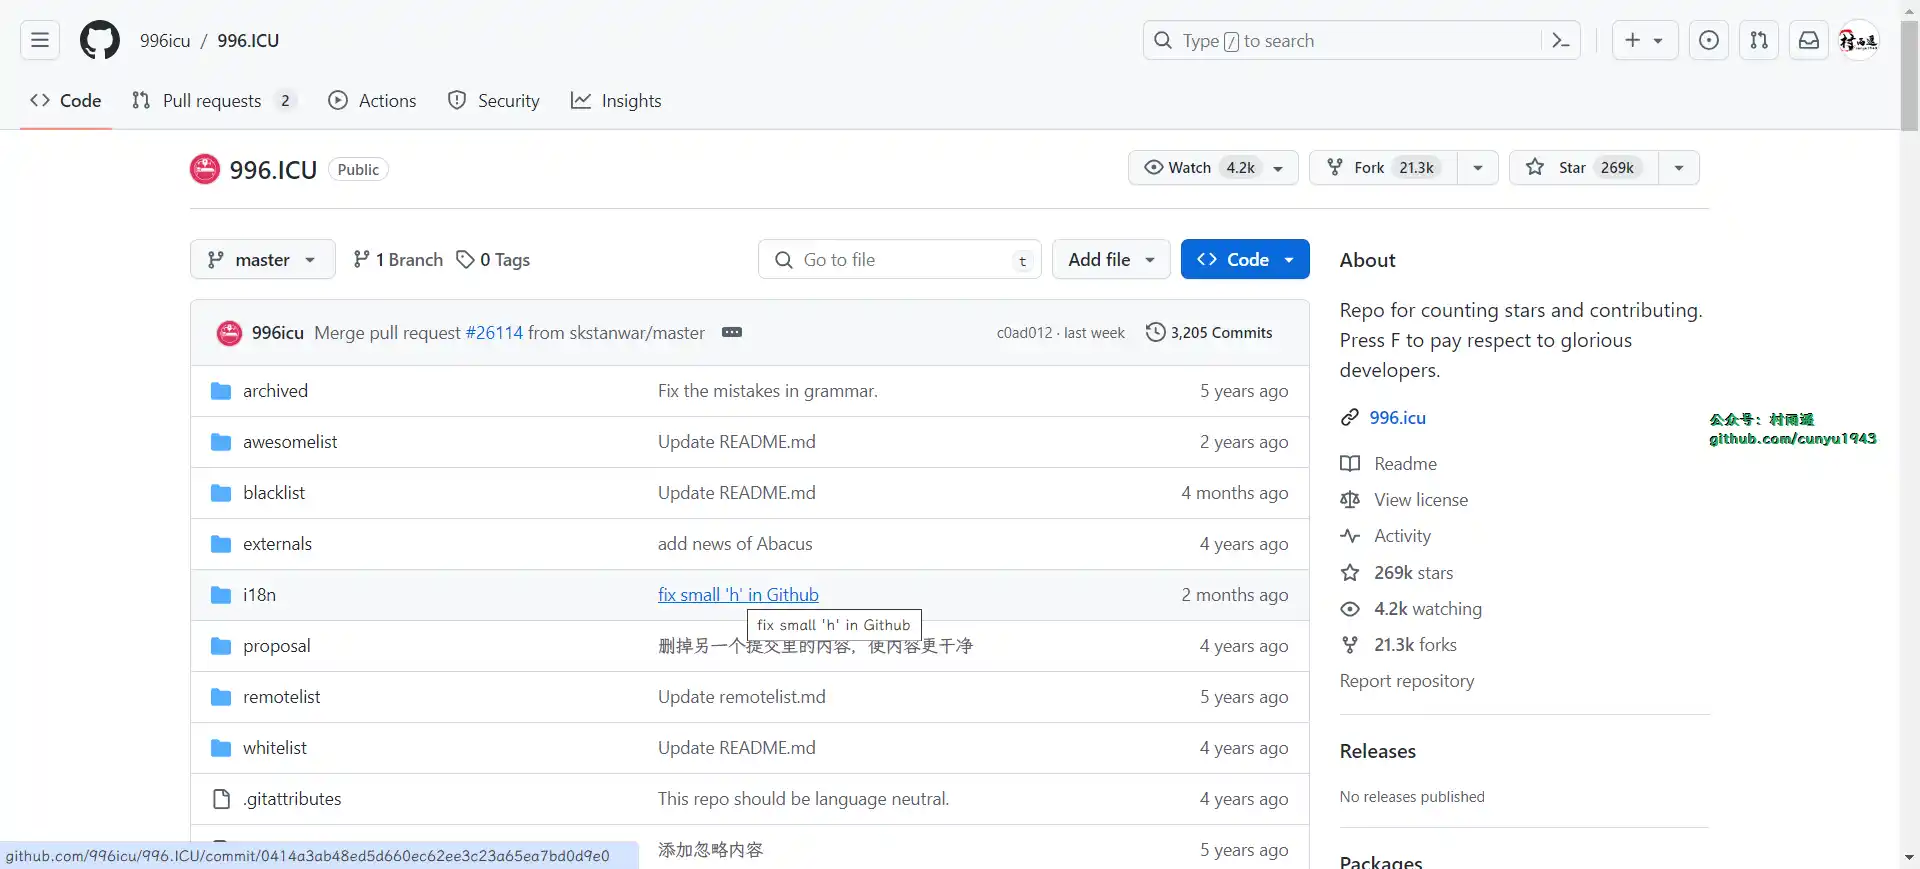 996icu / 996.ICU
Type / to search
村雨遥
Code
Pull requests 2
Actions
Security
Insights
996.ICU Public
Watch 4.2k
Fork 21.3k
Star 269k
master
1 Branch
0 Tags
Go to file t
Add file
Code
996icu Merge pull request #26114 from skstanwar/master
c0ad012 · last week
3,205 Commits
archived Fix the mistakes in grammar. 5 years ago
awesomelist Update README.md 2 years ago
blacklist Update README.md 4 months ago
externals add news of Abacus 4 years ago
i18n fix small 'h' in Github 2 months ago
fix small 'h' in Github
proposal 删掉另一个提交里的内容，使内容更干净 4 years ago
remotelist Update remotelist.md 5 years ago
whitelist Update README.md 4 years ago
.gitattributes This repo should be language neutral. 4 years ago
添加忽略内容 5 years ago
About
Repo for counting stars and contributing.
Press F to pay respect to glorious
developers.
996.icu
Readme
View license
Activity
269k stars
4.2k watching
21.3k forks
Report repository
Releases
No releases published
Packages
公众号：村雨遥
github.com/cunyu1943
github.com/996icu/996.ICU/commit/0414a3ab48ed5d660ec62ee3c23a65ea7bd0d9e0